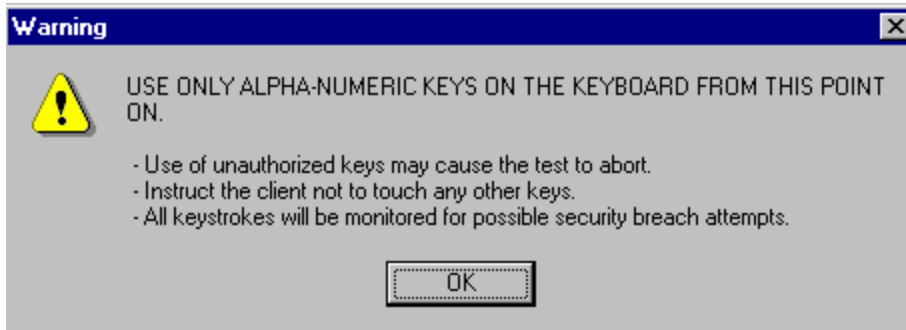 Warning
USE ONLY ALPHA-NUMERIC KEYS ON THE KEYBOARD FROM THIS POINT
ON.
- Use of unauthorized keys may cause the test to abort.
- Instruct the client not to touch any other keys.
- All keystrokes will be monitored for possible security breach attempts.
OK